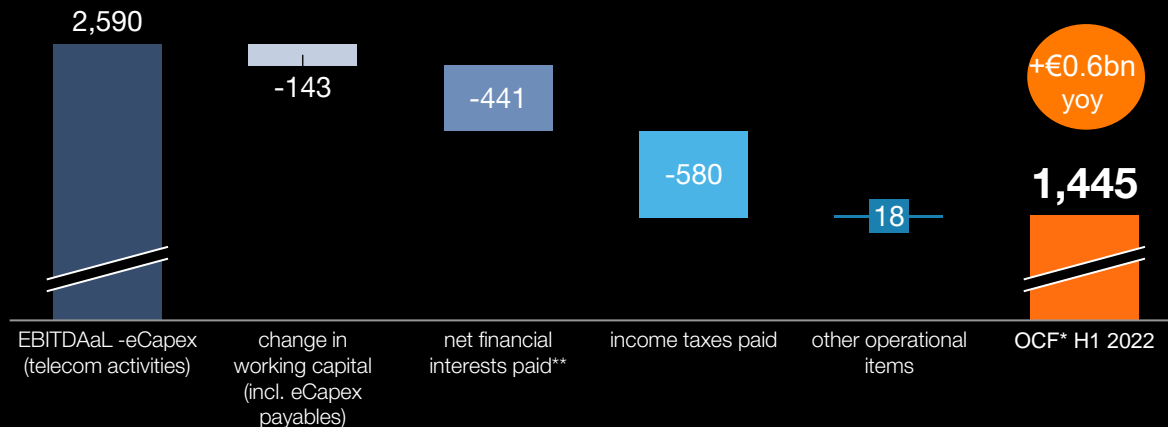 2,590
-143
-441
-580
18
+€0.6bn
yoy
1,445
EBITDAaL -eCapex
(telecom activities)
change in
working capital
(incl. eCapex
payables)
net financial
interests paid**
income taxes paid
other operational
items
OCF* H1 2022